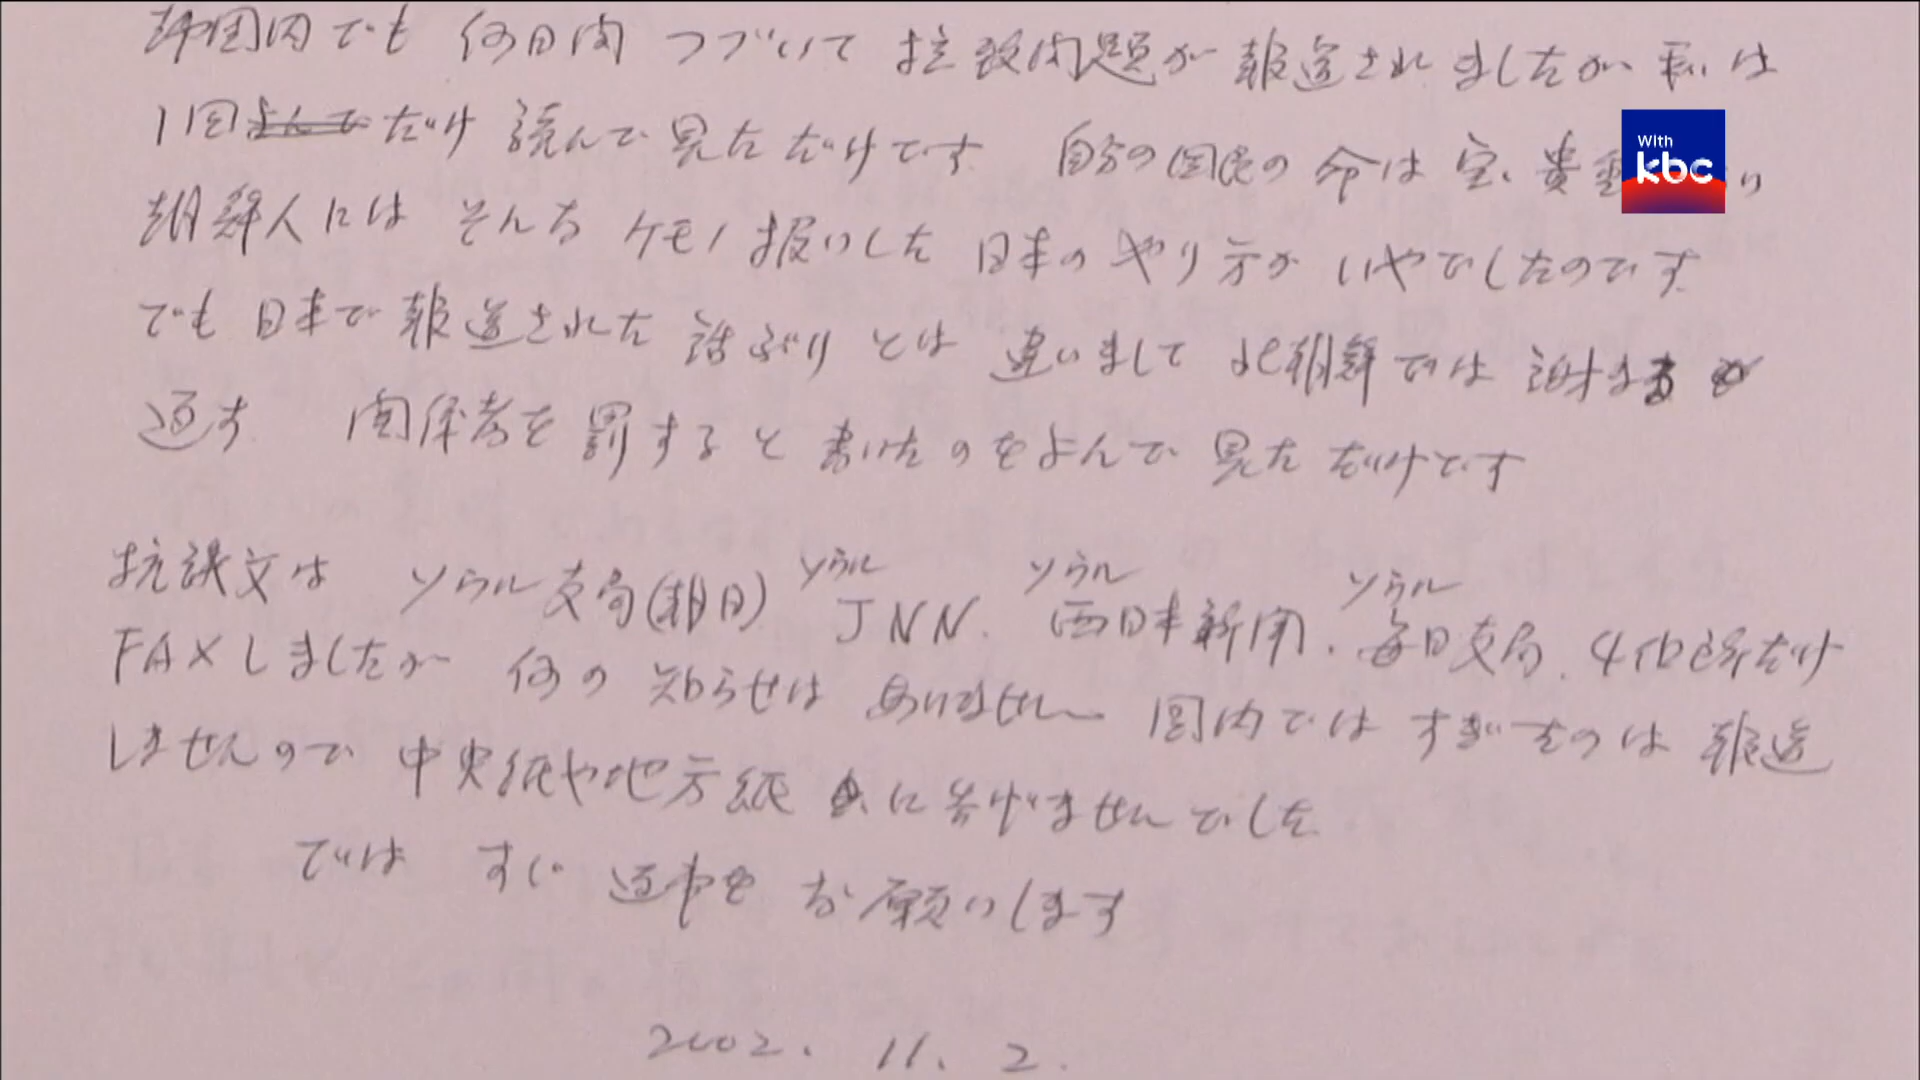 韓国内でも 何日間 つづいて 拉致問題が 報道されましたが 私は
1回よんでだけ 読んで見ただけです 自分の国民の 命は 宝、貴重
With
kbc
朝鮮人には そんな ケモノ扱いした 日本の やり方が いやでしたのです
でも 日本で 報道された 話ぶり とは 違いまして 北朝鮮では 謝
返す 関係者を 罰すると 書いたのをよんで 見た だけです
ソウル ソウル ソウル
抗議文は ソウル支局(朝日) JNN. 西日本新聞. 毎日支局. 4ヶ所だけ
FAXしましたが 何の 知らせは ありません 国内では すぎたのは 報道
しませんので 中央紙や地方紙 に告げませんでした
では すぐ 返事を お願いします
2002. 11. 2.